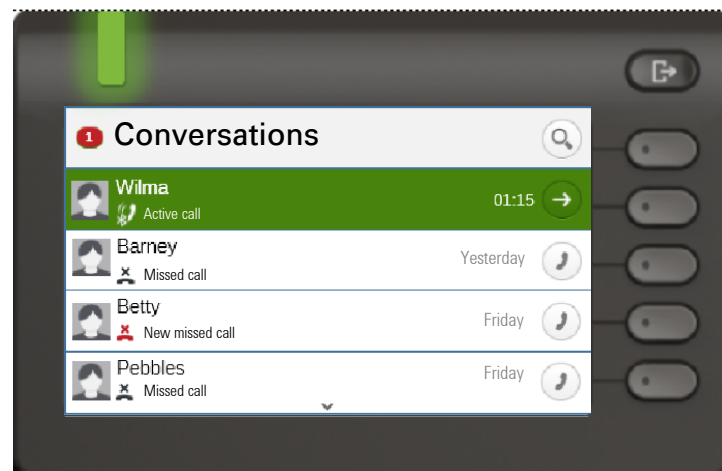 1 Conversations
Wilma
01:15
Active call
Barney
Yesterday
Missed call
Betty
Friday
New missed call
Pebbles
Friday
Missed call